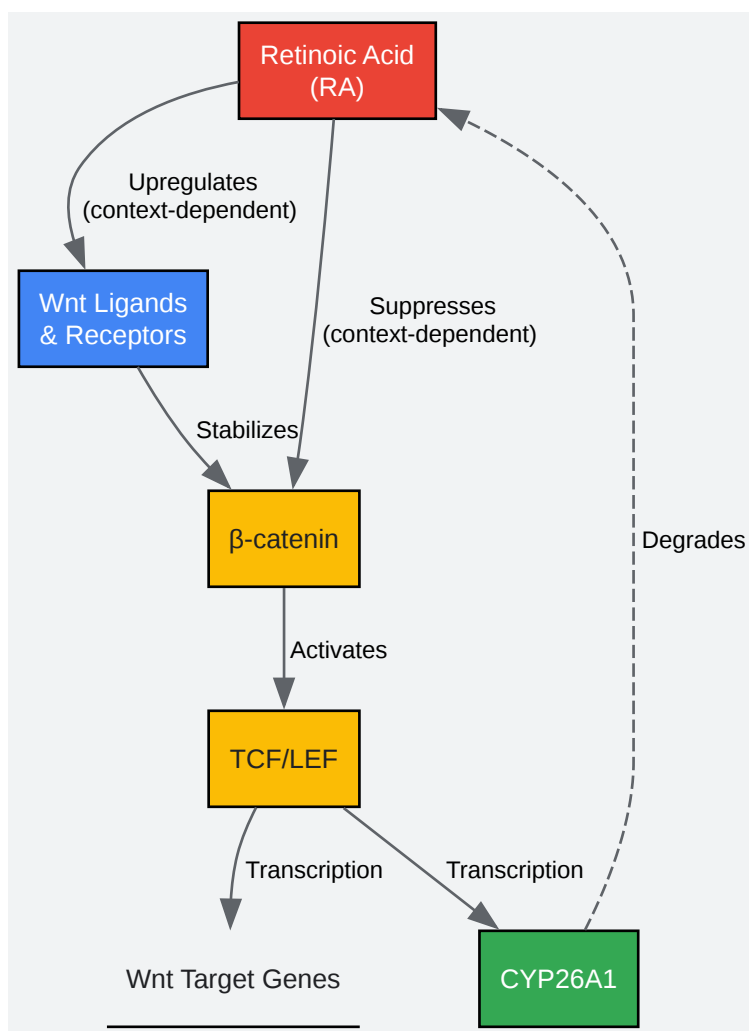 Retinoic Acid
(RA)
Upregulates
(context-dependent)
Wnt Ligands
& Receptors
Suppresses
(context-dependent)
Stabilizes
β-catenin
Degrades
Activates
TCF/LEF
Transcription
Transcription
Wnt Target Genes
CYP26A1